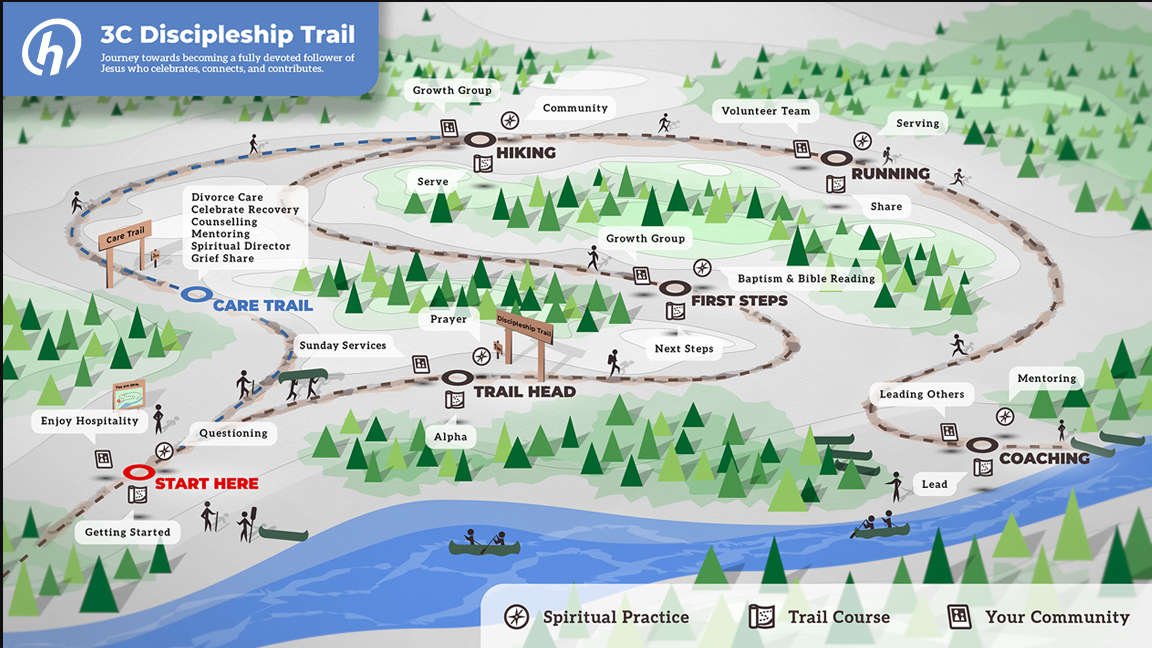 h
3C Discipleship Trail
Journey towards becoming a fully devoted follower of
Jesus who celebrates, connects, and contributes.
Growth Group
Community
HIKING
Serve
Volunteer Team
Serving
RUNNING
Share
Divorce Care
Celebrate Recovery
Counselling
Mentoring
Spiritual Director
Grief Share
Care Trail
CARE TRAIL
Growth Group
Baptism & Bible Reading
FIRST STEPS
Next Steps
Prayer
Discipleship Trail
Sunday Services
TRAIL HEAD
Alpha
Leading Others
Mentoring
COACHING
Lead
You are here.
Enjoy Hospitality
Questioning
START HERE
Getting Started
Spiritual Practice
Trail Course
Your Community